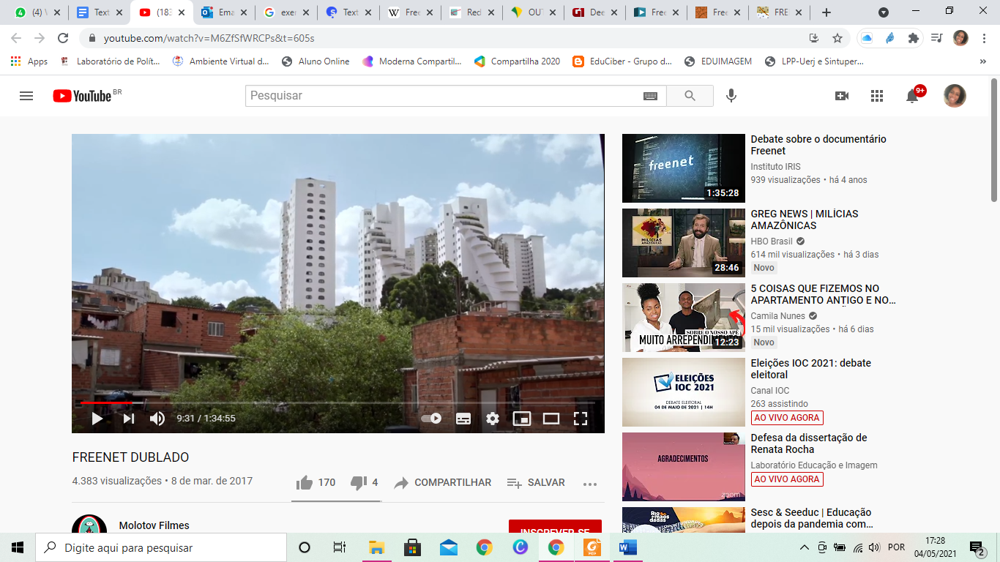 (4) V
Text
(183
Ema
exer
Text
Free
Red
OU
Dee
Free
Free
FRE
youtube.com/watch?v=M6ZfSfWRCPs&t=605s
Apps
Laboratório de Polít...
Ambiente Virtual d...
Aluno Online
Moderna Compartil...
Compartilha 2020
EduCiber - Grupo d...
EDUIMAGEM
LPP-Uerj e Sintuper...
»
YouTube BR
Pesquisar
9+
freenet
1:35:28
Debate sobre o documentário
Freenet
Instituto IRIS
939 visualizações • há 4 anos
MILÍCIAS
AMAZÔNICAS
28:46
GREG NEWS | MILÍCIAS
AMAZÔNICAS
HBO Brasil
614 mil visualizações • há 3 dias
Novo
SOBRE O NOSSO APÊ
MUITO ARREPENDIMENTO
12:23
5 COISAS QUE FIZEMOS NO
APARTAMENTO ANTIGO E NO...
Camila Nunes
15 mil visualizações • há 6 dias
Novo
ELEIÇÕES
IOC 2021
DEBATE ELEITORAL
04 DE MAIO DE 2021 | 14H
Eleições IOC 2021: debate
eleitoral
Canal IOC
263 assistindo
AO VIVO AGORA
AGRADECIMENTOS
zoom
Defesa da dissertação de
Renata Rocha
Laboratório Educação e Imagem
AO VIVO AGORA
Sesc & Seeduc | Educação
depois da pandemia com...
9:31 / 1:34:55
FREENET DUBLADO
4.383 visualizações • 8 de mar. de 2017
170
4
COMPARTILHAR
SALVAR
Molotov Filmes
INSCREVER-SE
Digite aqui para pesquisar
POR
17:28
04/05/2021
2